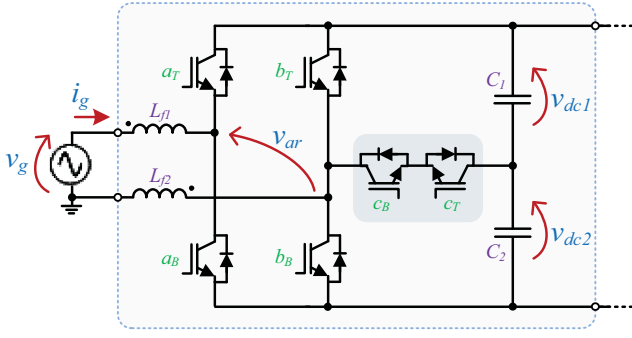 a_T
b_T
C_1
v_dc1
i_g
L_f1
v_g
v_ar
L_f2
c_B
c_T
a_B
b_B
C_2
v_dc2